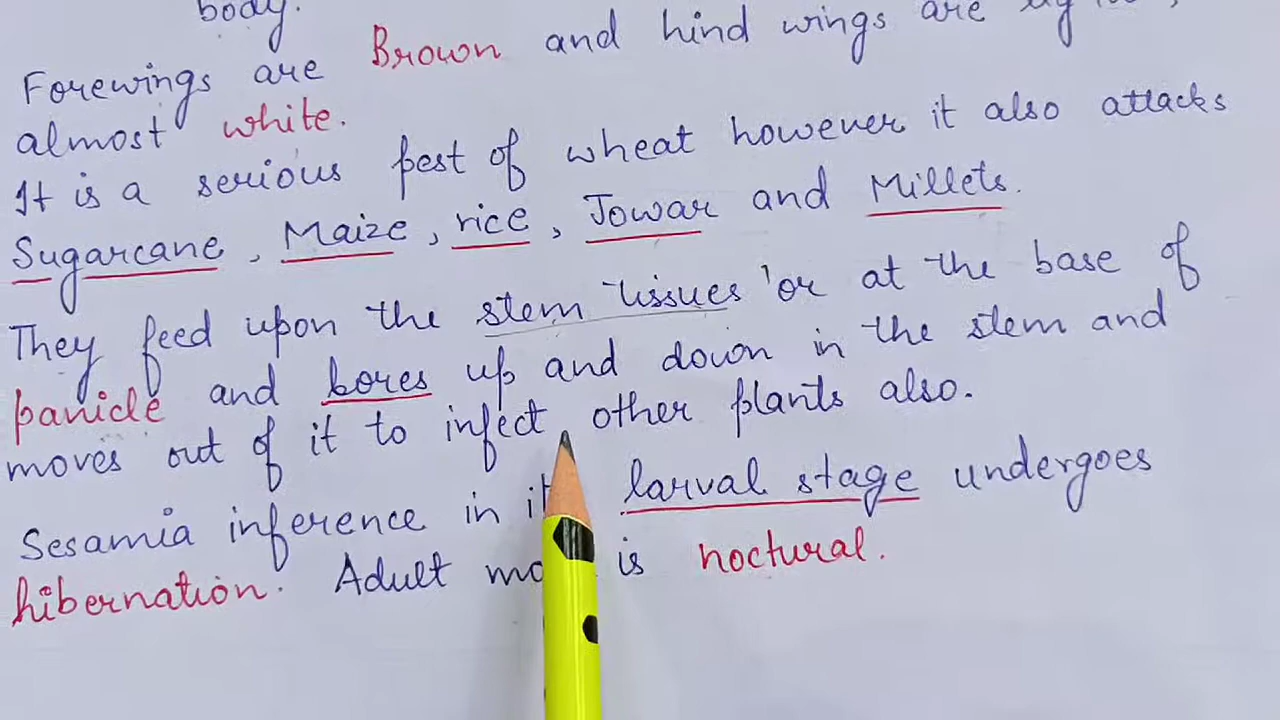 body.
Forewings are Brown and hind wings are
almost white.
It is a serious pest of wheat however it also attacks
Sugarcane, Maize, rice, Jowar and Millets.
They feed upon the stem tissues or at the base of
panicle and bores up and down in the stem and
moves out of it to infect other plants also.
Sesamia inference in larval stage undergoes
hibernation. Adult is noctural.